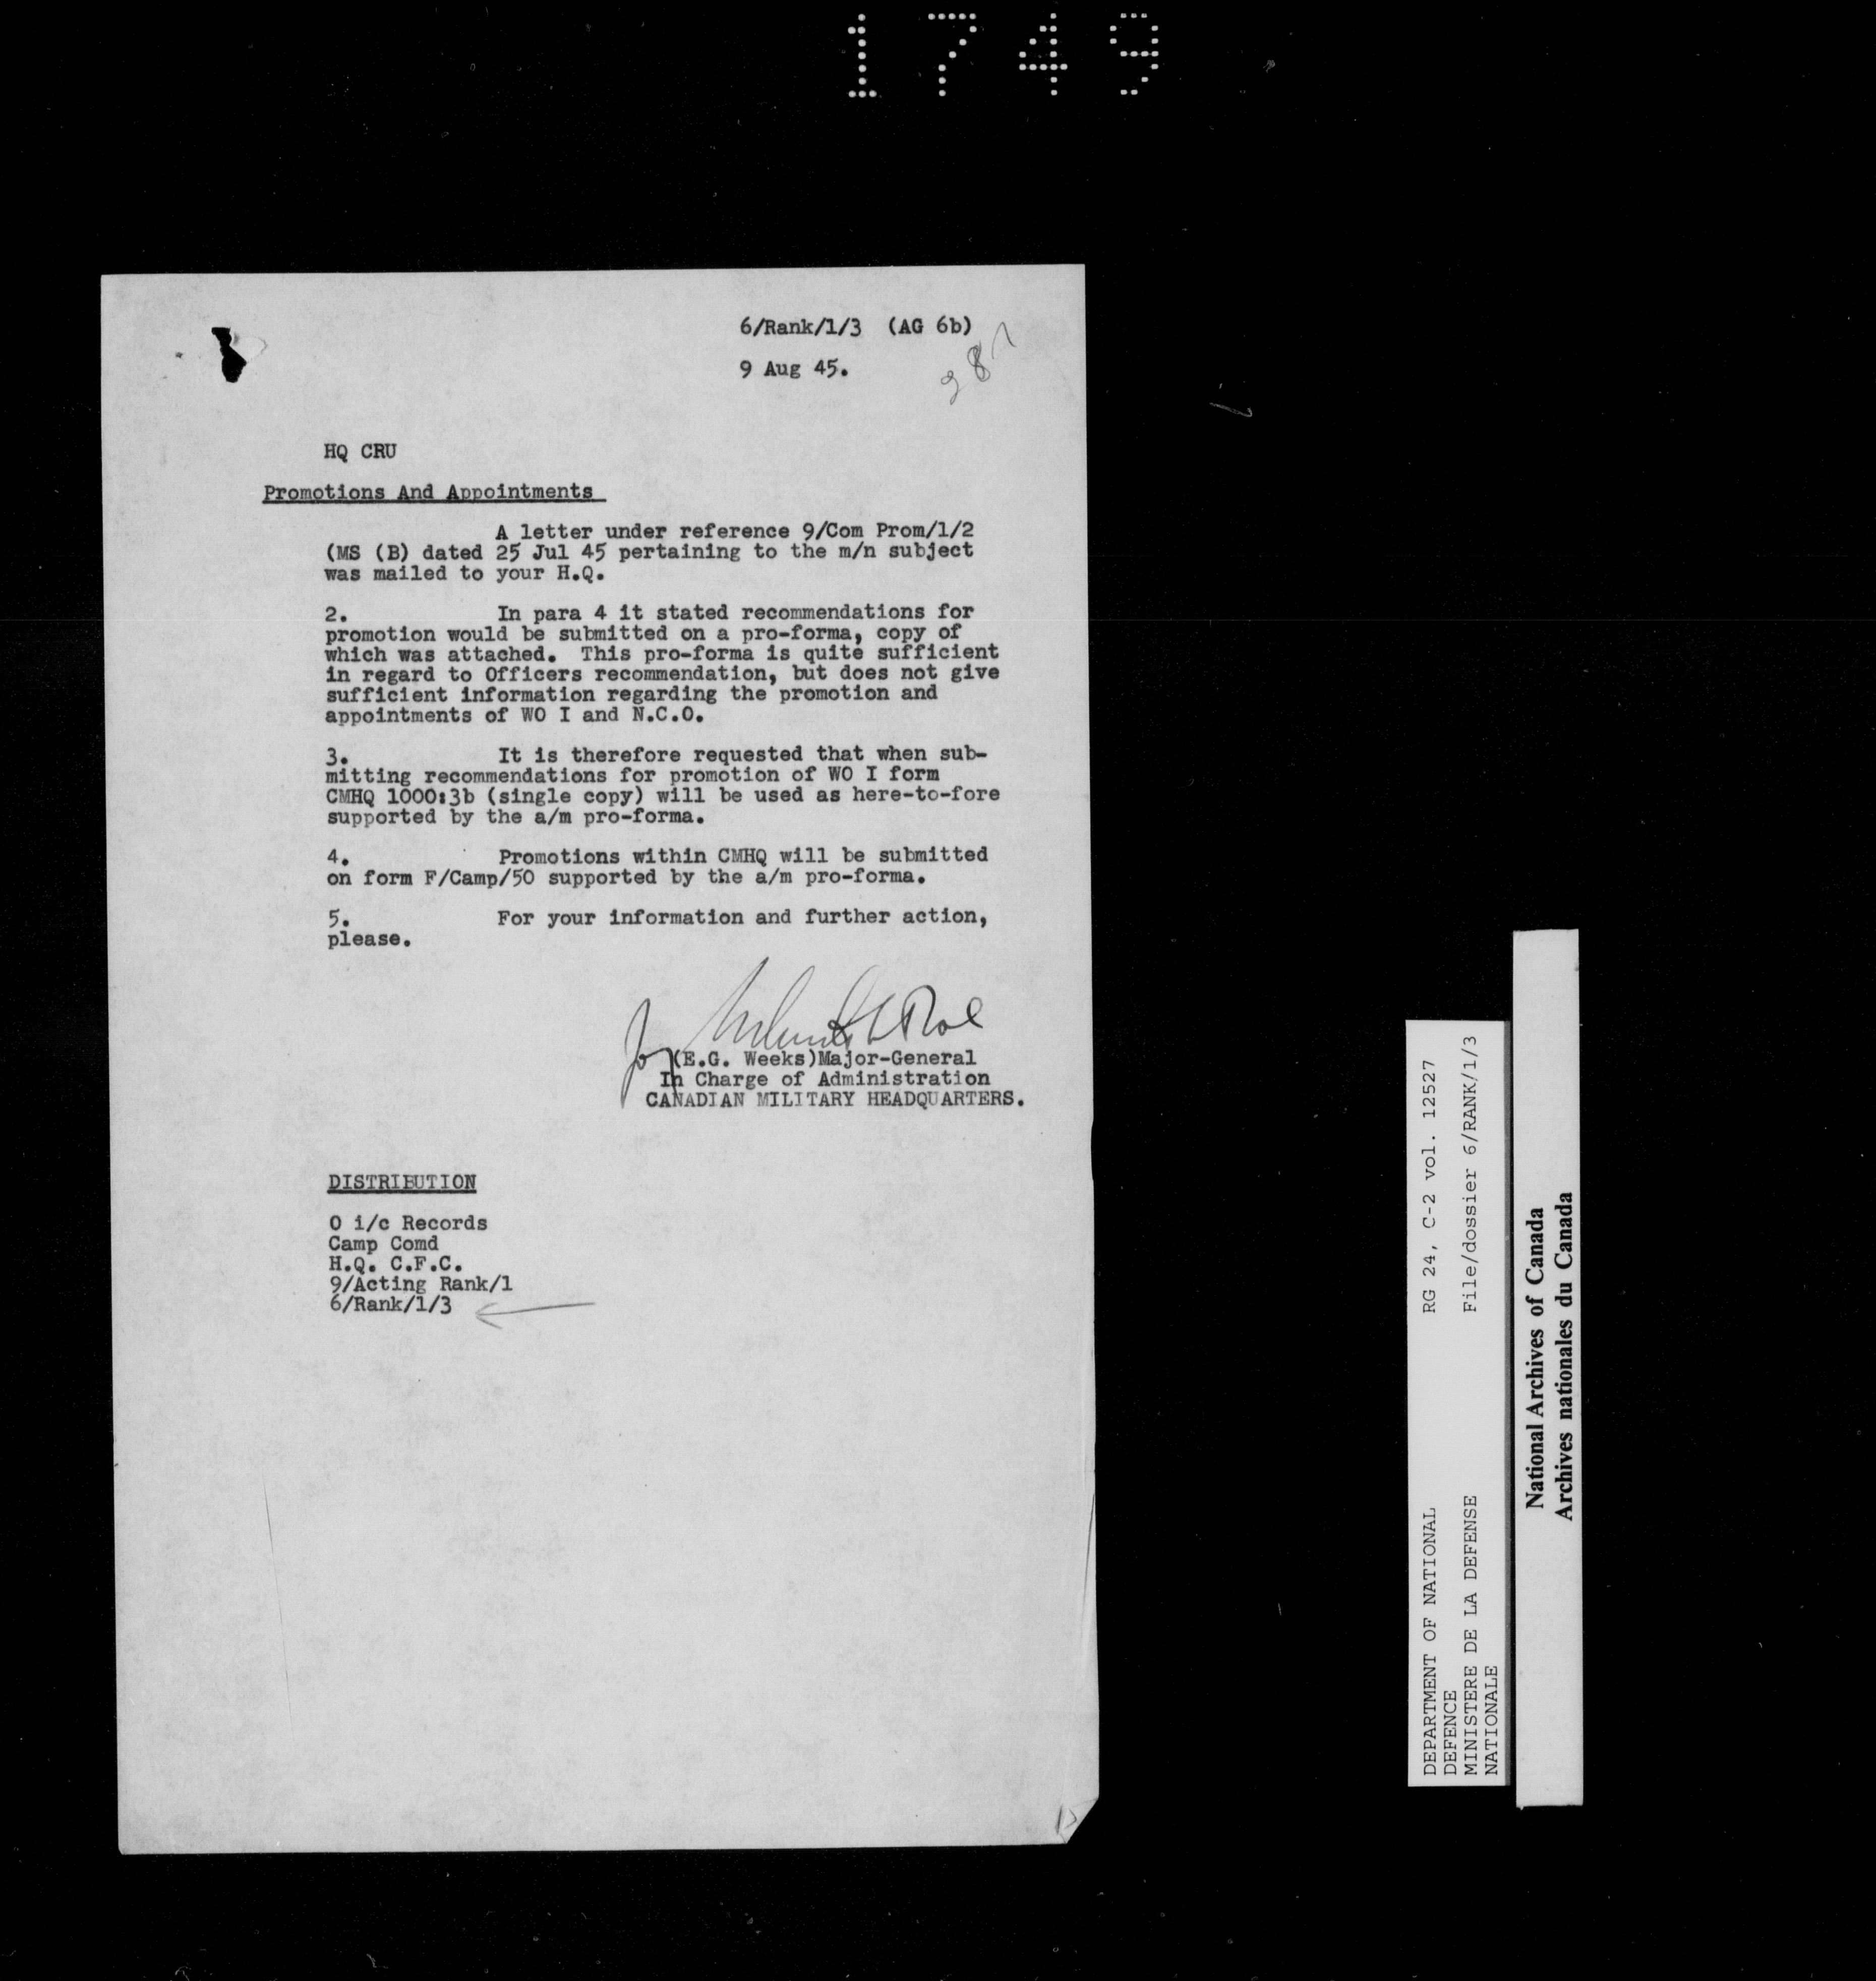 1749
6/Rank/1/3 (AG 6b)
9 Aug 45.
HQ CRU
Promotions And Appointments
A letter under reference 9/Com Prom/1/2
(MS (B) dated 25 Jul 45 pertaining to the m/n subject
was mailed to your H.Q.
2. In para 4 it stated recommendations for
promotion would be submitted on a pro-forma, copy of
which was attached. This pro-forma is quite sufficient
in regard to Officers recommendation, but does not give
sufficient information regarding the promotion and
appointments of WO I and N.C.O.
3. It is therefore requested that when sub-
mitting recommendations for promotion of WO I form
CMHQ 1000:3b (single copy) will be used as here-to-fore
supported by the a/m pro-forma.
4. Promotions within CMHQ will be submitted
on form F/Camp/50 supported by the a/m pro-forma.
5. For your information and further action,
please.
for
(E.G. Weeks)Major-General
In Charge of Administration
CANADIAN MILITARY HEADQUARTERS.
DISTRIBUTION
O i/c Records
Camp Comd
H.Q. C.F.C.
9/Acting Rank/1
6/Rank/1/3
DEPARTMENT OF NATIONAL RG 24, C-2 vol. 12527
DEFENCE
MINISTERE DE LA DEFENSE File/dossier 6/RANK/1/3
NATIONALE
National Archives of Canada
Archives nationales du Canada